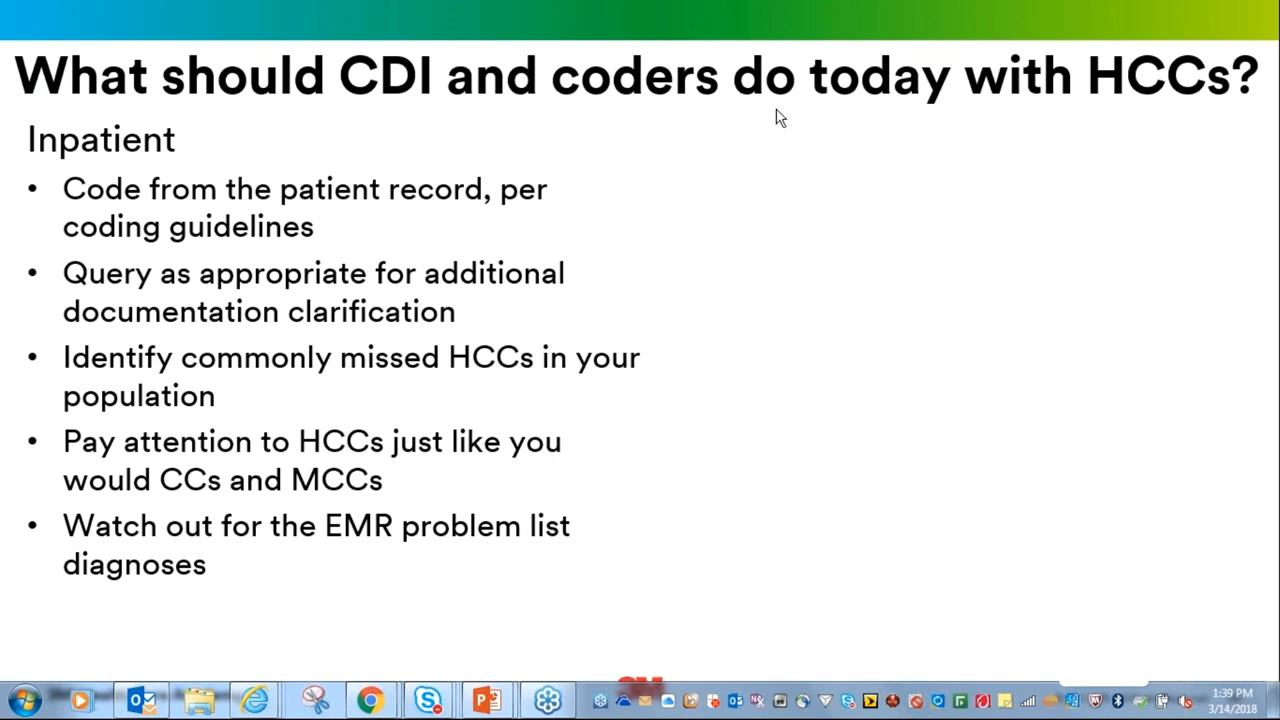 What should CDI and coders do today with HCCs?
Inpatient
• Code from the patient record, per
coding guidelines
• Query as appropriate for additional
documentation clarification
• Identify commonly missed HCCs in your
population
• Pay attention to HCCs just like you
would CCs and MCCs
• Watch out for the EMR problem list
diagnoses
1:39 PM
3/14/2018